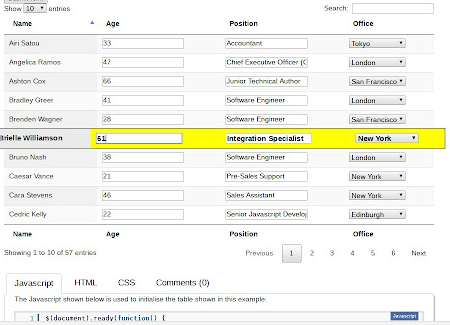 Show 10 entries
Search:
Name Age Position Office
Airi Satou 33 Accountant Tokyo
Angelica Ramos 47 Chief Executive Officer (C London
Ashton Cox 66 Junior Technical Author San Francisco
Bradley Greer 41 Software Engineer London
Brenden Wagner 28 Software Engineer San Francisco
Brielle Williamson 61 Integration Specialist New York
Bruno Nash 38 Software Engineer London
Caesar Vance 21 Pre-Sales Support New York
Cara Stevens 46 Sales Assistant New York
Cedric Kelly 22 Senior Javascript Develop Edinburgh
Name Age Position Office
Showing 1 to 10 of 57 entries
Previous 1 2 3 4 5 6 Next
Javascript HTML CSS Comments (0)
The Javascript shown below is used to initialise the table shown in this example:
Javascript
1 $(document).ready(function() {